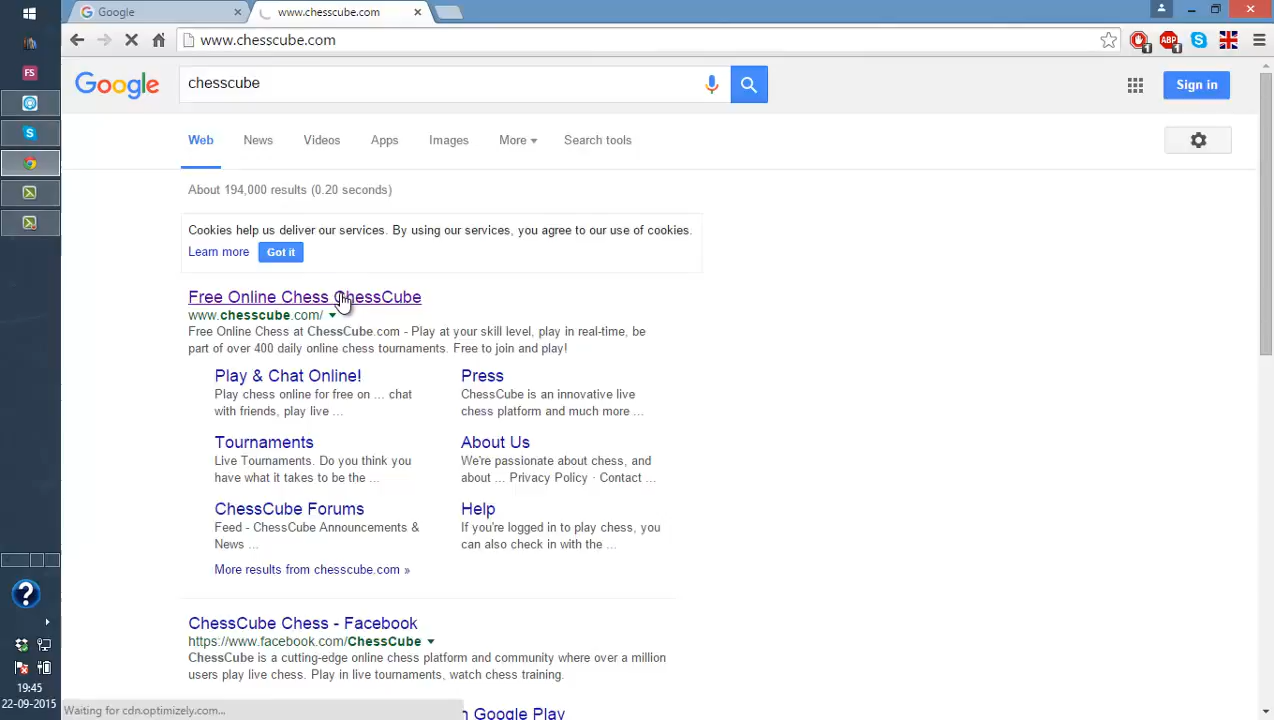 Google
www.chesscube.com
www.chesscube.com
ABP
1
1
FS
Google
chesscube
Sign in
Web
News
Videos
Apps
Images
More
Search tools
About 194,000 results (0.20 seconds)
Cookies help us deliver our services. By using our services, you agree to our use of cookies.
Learn more
Got it
Free Online Chess ChessCube
www.chesscube.com/
Free Online Chess at ChessCube.com - Play at your skill level, play in real-time, be
part of over 400 daily online chess tournaments. Free to join and play!
Play & Chat Online!
Play chess online for free on ... chat
with friends, play live ...
Press
ChessCube is an innovative live
chess platform and much more ...
Tournaments
Live Tournaments. Do you think you
have what it takes to be the ...
About Us
We're passionate about chess, and
about ... Privacy Policy · Contact ...
ChessCube Forums
Feed - ChessCube Announcements &
News ...
Help
If you're logged in to play chess, you
can also check in with the ...
More results from chesscube.com »
ChessCube Chess - Facebook
https://www.facebook.com/ChessCube
ChessCube is a cutting-edge online chess platform and community where over a million
users play live chess. Play in live tournaments, watch chess training.
n Google Play
Waiting for cdn.optimizely.com...
19:45
22-09-2015